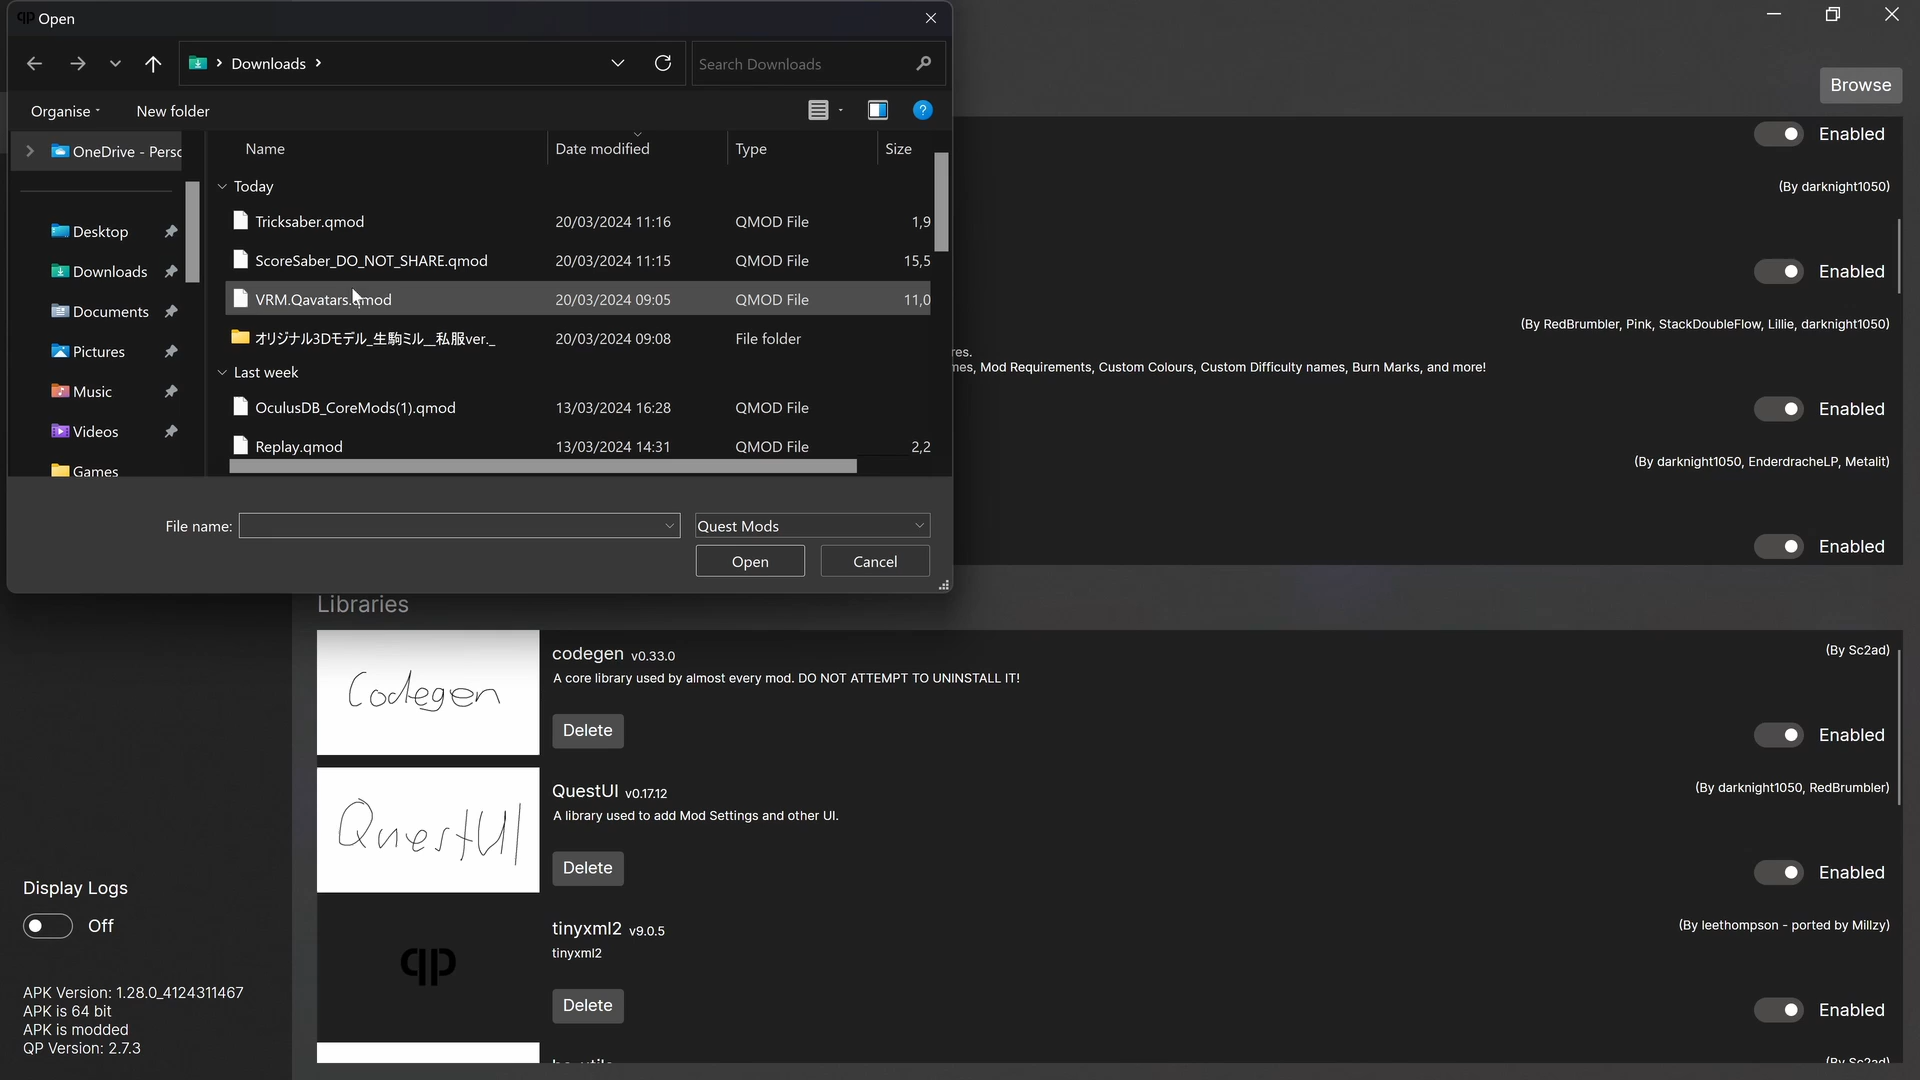 Open
Downloads
Search Downloads
Organise
New folder
OneDrive - Perso
Desktop
Downloads
Documents
Pictures
Music
Videos
Games
Name
Date modified
Type
Size
Today
Tricksaber.qmod 20/03/2024 11:16 QMOD File 1,9
ScoreSaber_DO_NOT_SHARE.qmod 20/03/2024 11:15 QMOD File 15,5
VRM.Qavatars.qmod 20/03/2024 09:05 QMOD File 11,0
オリジナル3Dモデル_生駒ミル__私服ver._ 20/03/2024 09:08 File folder
Last week
OculusDB_CoreMods(1).qmod 13/03/2024 16:28 QMOD File
Replay.qmod 13/03/2024 14:31 QMOD File 2,2
File name:
Quest Mods
Open
Cancel
Browse
Enabled
(By darknight1050)
Enabled
(By RedBrumbler, Pink, StackDoubleFlow, Lillie, darknight1050)
res.
mes, Mod Requirements, Custom Colours, Custom Difficulty names, Burn Marks, and more!
Enabled
(By darknight1050, EnderdracheLP, Metalit)
Enabled
Libraries
Codegen
codegen v0.33.0
(By Sc2ad)
A core library used by almost every mod. DO NOT ATTEMPT TO UNINSTALL IT!
Delete
Enabled
QuestUI
QuestUI v0.17.12
(By darknight1050, RedBrumbler)
A library used to add Mod Settings and other UI.
Delete
Enabled
qp
tinyxml2 v9.0.5
(By leethompson - ported by Millzy)
tinyxml2
Delete
Enabled
(By Sc2ad)
Display Logs
Off
APK Version: 1.28.0_4124311467
APK is 64 bit
APK is modded
QP Version: 2.7.3